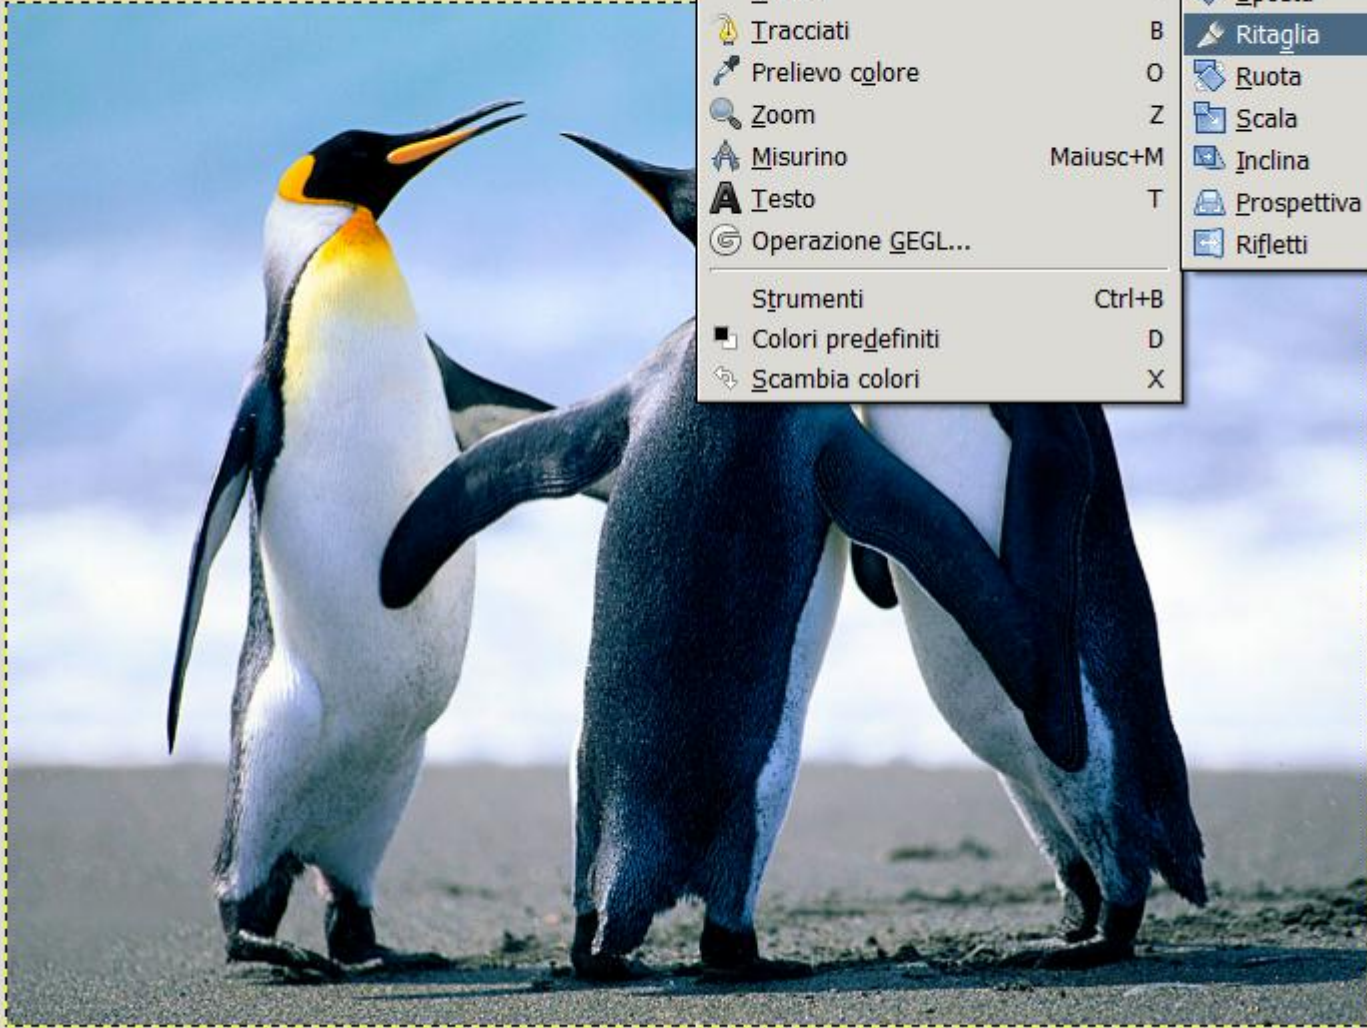 Tracciati B
Prelievo colore O
Zoom Z
Misurino Maiusc+M
Testo T
Operazione GEGL...
Strumenti Ctrl+B
Colori predefiniti D
Scambia colori X
Sposta
Ritaglia
Ruota
Scala
Inclina
Prospettiva
Rifletti